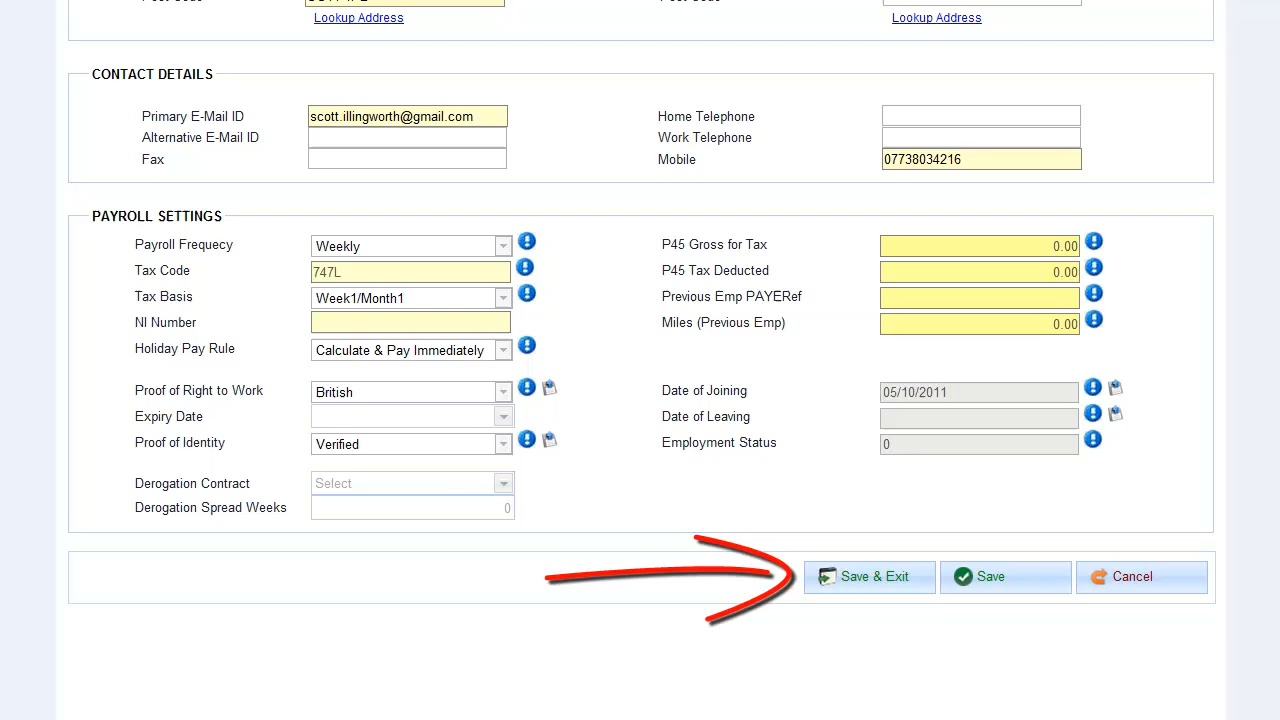 Lookup Address Lookup Address
CONTACT DETAILS
Primary E-Mail ID scott.illingworth@gmail.com Home Telephone
Alternative E-Mail ID Work Telephone
Fax Mobile 07738034216
PAYROLL SETTINGS
Payroll Frequecy Weekly P45 Gross for Tax 0.00
Tax Code 747L P45 Tax Deducted 0.00
Tax Basis Week1/Month1 Previous Emp PAYERef
NI Number Miles (Previous Emp) 0.00
Holiday Pay Rule Calculate & Pay Immediately
Proof of Right to Work British Date of Joining 05/10/2011
Expiry Date Date of Leaving
Proof of Identity Verified Employment Status 0
Derogation Contract Select
Derogation Spread Weeks 0
Save & Exit Save Cancel